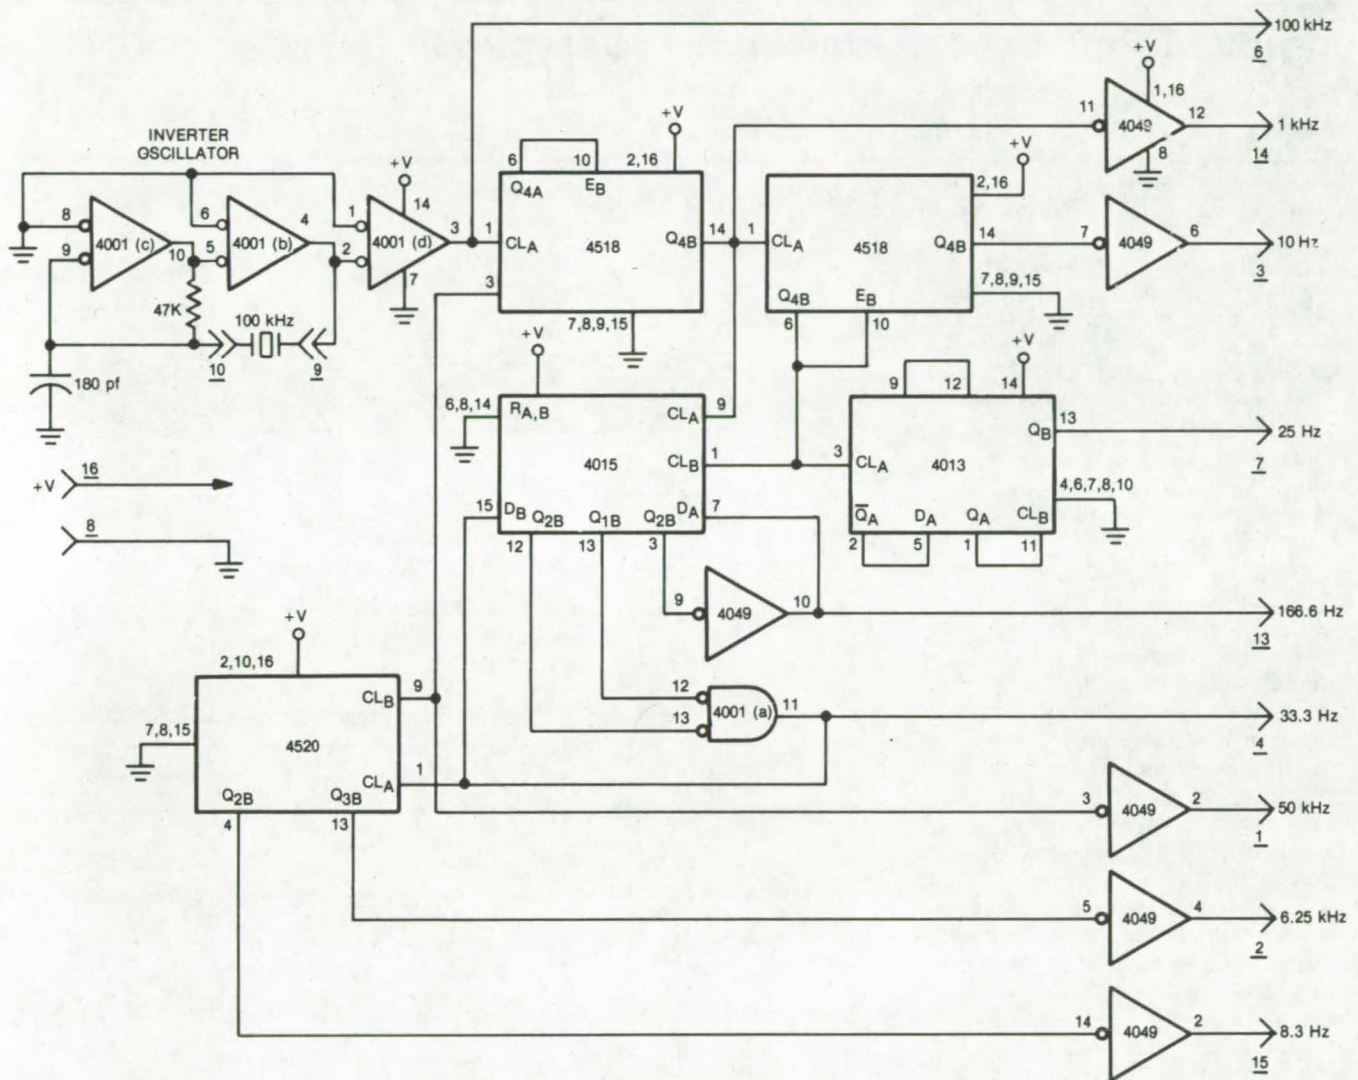 100 kHz
6
+V
1,16
11
4049
12
8
1 kHz
14
INVERTER
OSCILLATOR
8
9
4001 (c)
10
6
5
4001 (b)
4
1
2
+V
14
4001 (d)
3
7
47K
100 kHz
10
9
180 pf
+V
6
10
2,16
Q4A
EB
1
CLA
4518
Q4B
14
3
7,8,9,15
+V
2,16
1
CLA
4518
Q4B
14
7,8,9,15
Q4B
EB
6
10
7
4049
6
10 Hz
3
+V
6,8,14
RA,B
CLA
9
4015
CLB
1
15
DB
Q2B
Q1B
Q2B
DA
7
12
13
3
+V
9
12
14
QB
13
3
CLA
4013
4,6,7,8,10
Q̅A
DA
QA
CLB
2
5
1
11
25 Hz
7
+V
16
8
9
4049
10
166.6 Hz
13
12
13
4001 (a)
11
33.3 Hz
4
+V
2,10,16
CLB
9
7,8,15
4520
CLA
1
Q2B
Q3B
4
13
3
4049
2
50 kHz
1
5
4049
4
6.25 kHz
2
14
4049
2
8.3 Hz
15